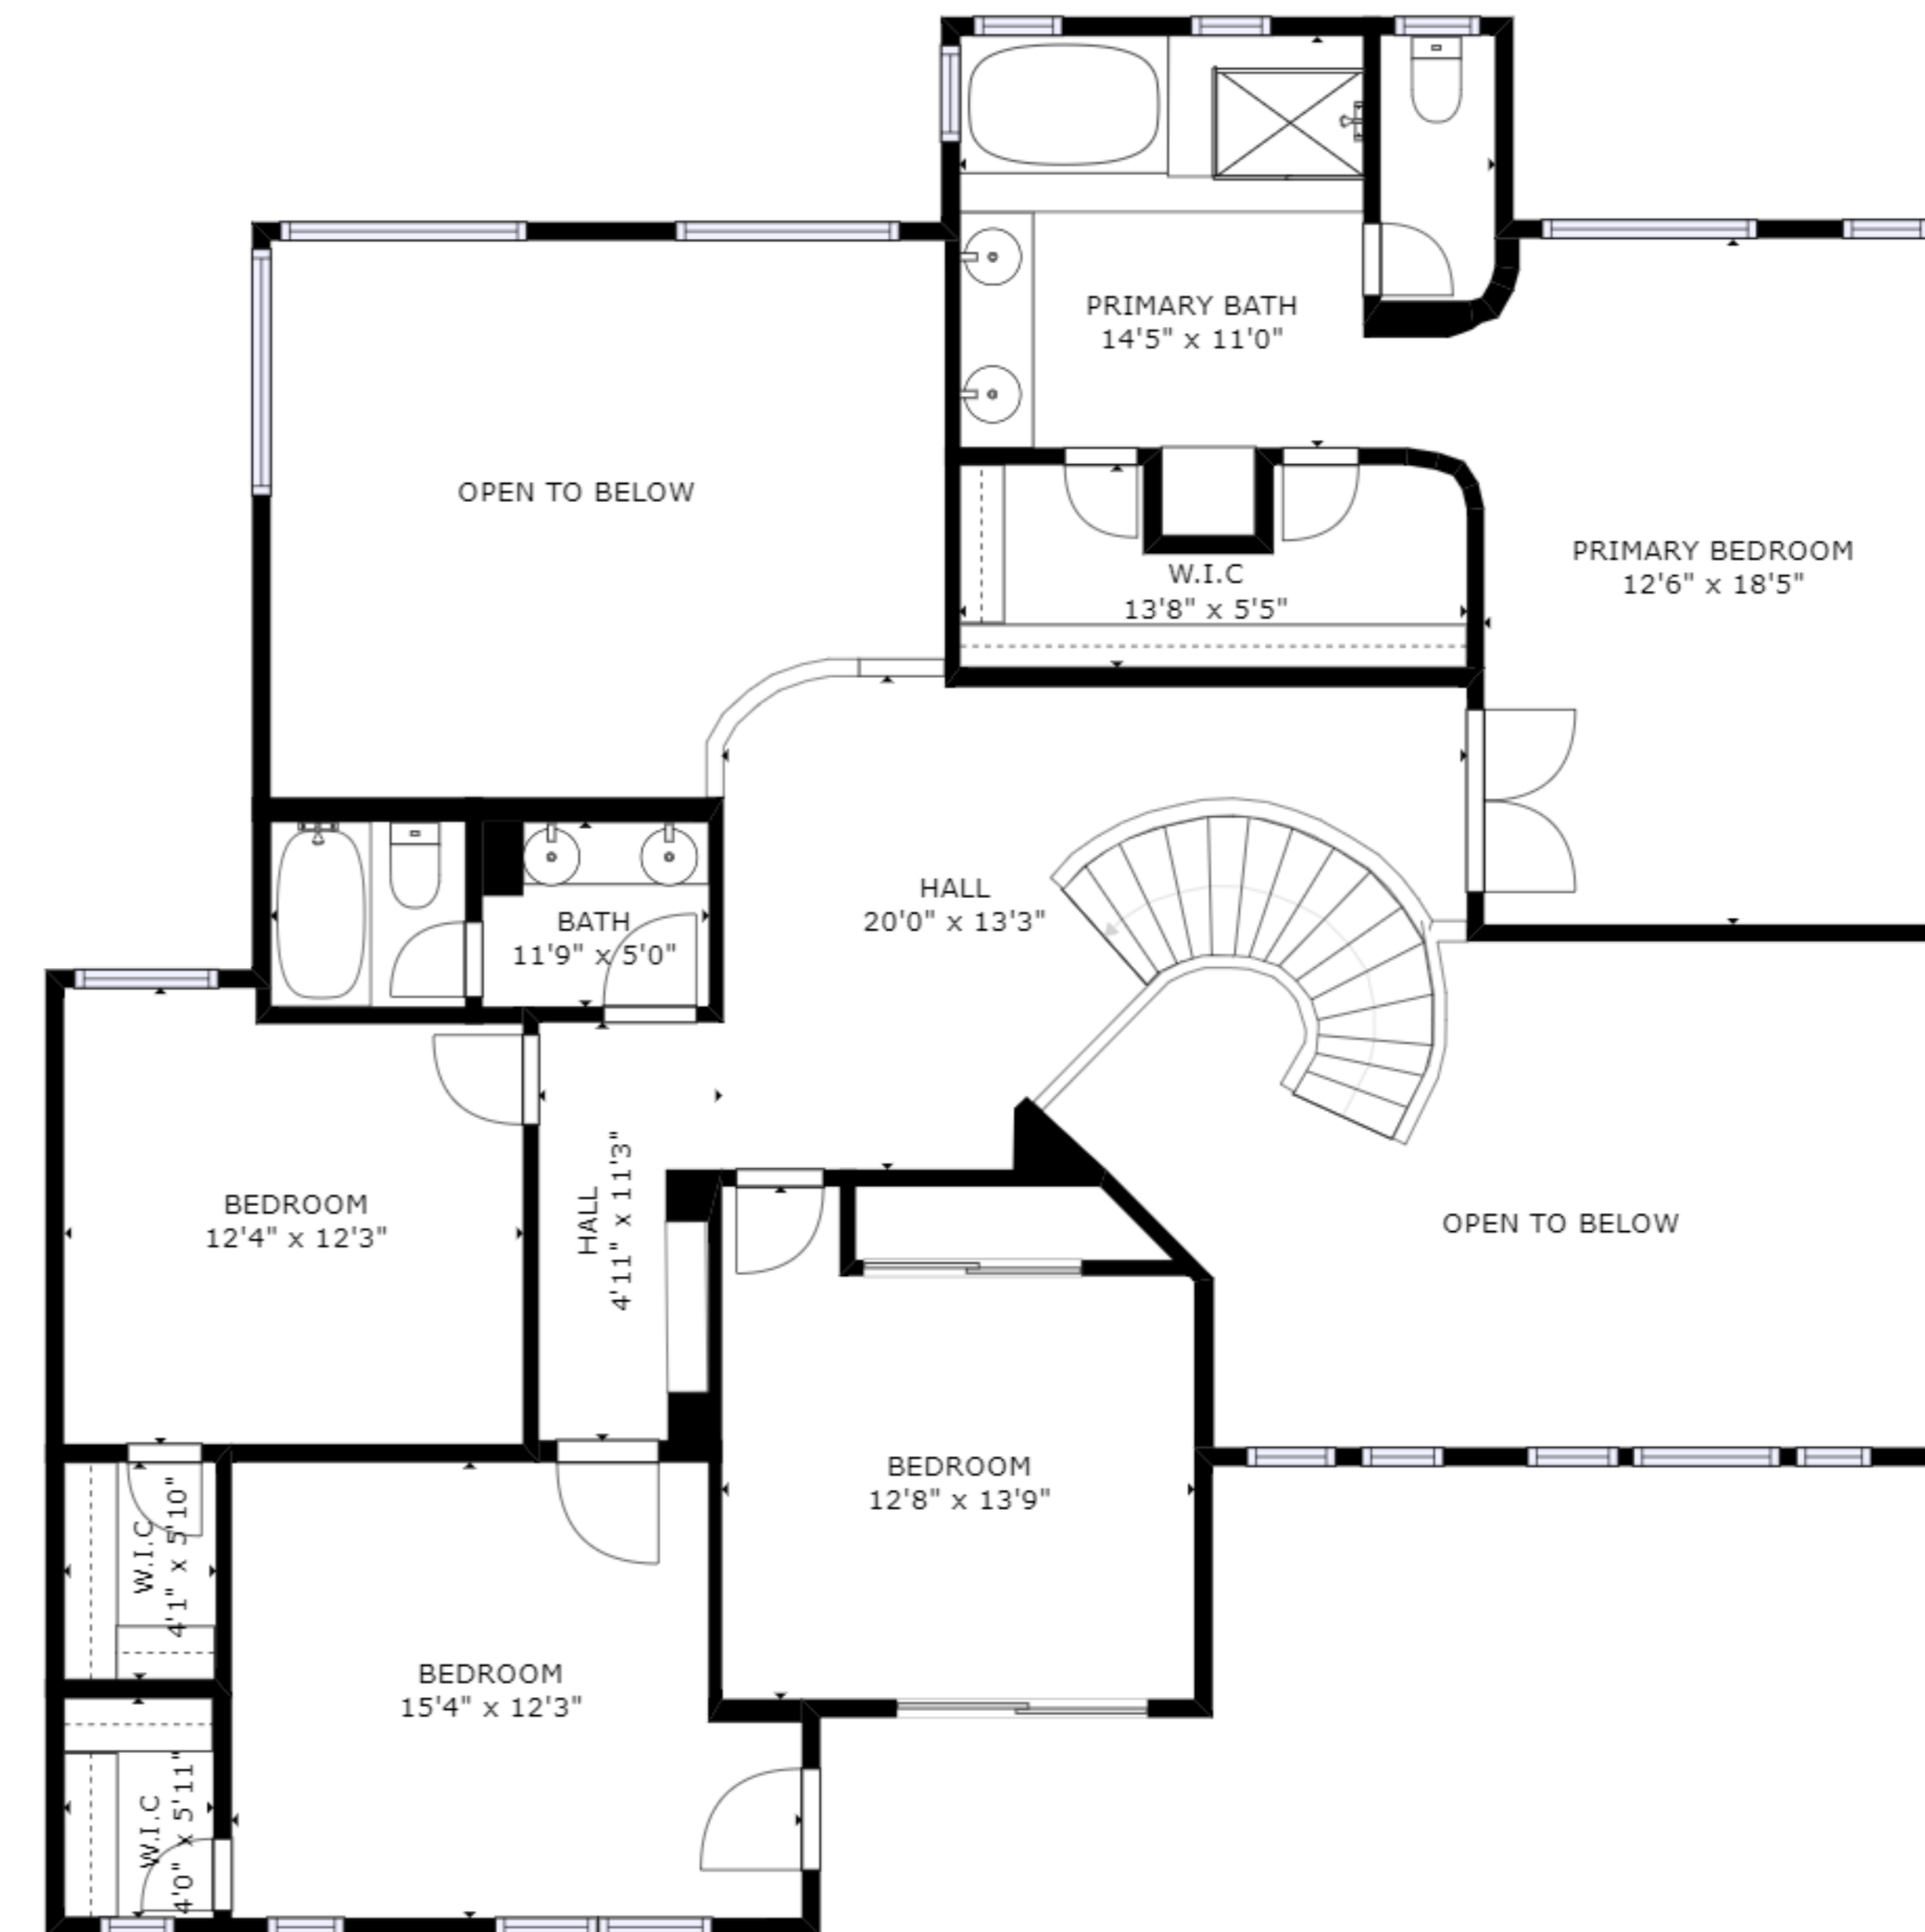 PRIMARY BATH
14'5" x 11'0"
OPEN TO BELOW
PRIMARY BEDROOM
12'6" x 18'5"
W.I.C
13'8" x 5'5"
HALL
20'0" x 13'3"
BATH
11'9" x 5'0"
BEDROOM
12'4" x 12'3"
HALL
4'11" x 11'3"
OPEN TO BELOW
BEDROOM
12'8" x 13'9"
W.I.C
4'1" x 5'10"
BEDROOM
15'4" x 12'3"
W.I.C
4'0" x 5'11"